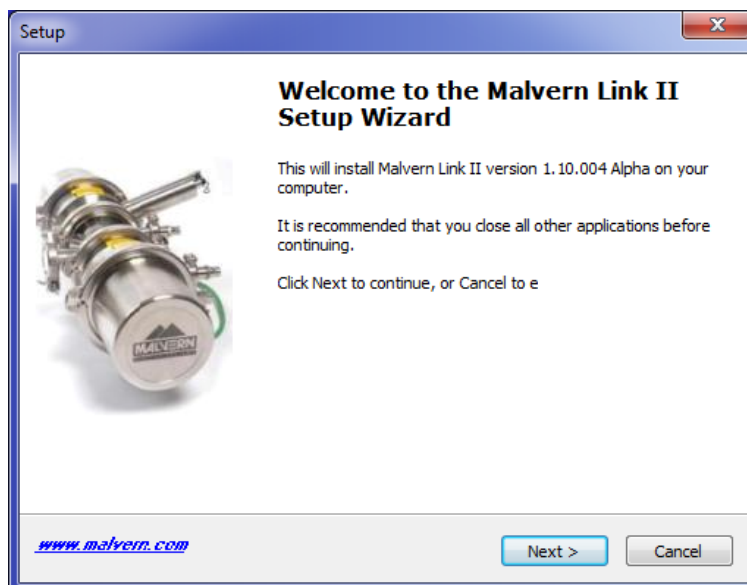 Setup
Welcome to the Malvern Link II
Setup Wizard
This will install Malvern Link II version 1.10.004 Alpha on your
computer.
It is recommended that you close all other applications before
continuing.
Click Next to continue, or Cancel to e
MALVERN
www.malvern.com
Next >
Cancel